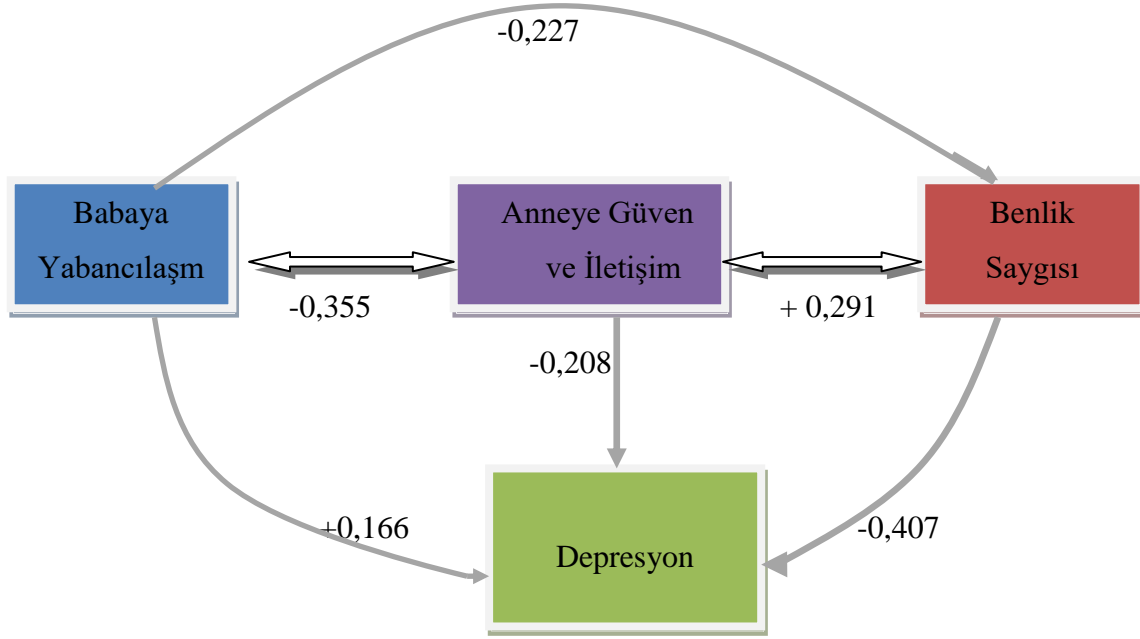 -0,227
Babaya
Yabancılaşm
Anneye Güven
ve İletişim
Benlik
Saygısı
-0,355
+ 0,291
-0,208
+0,166
-0,407
Depresyon